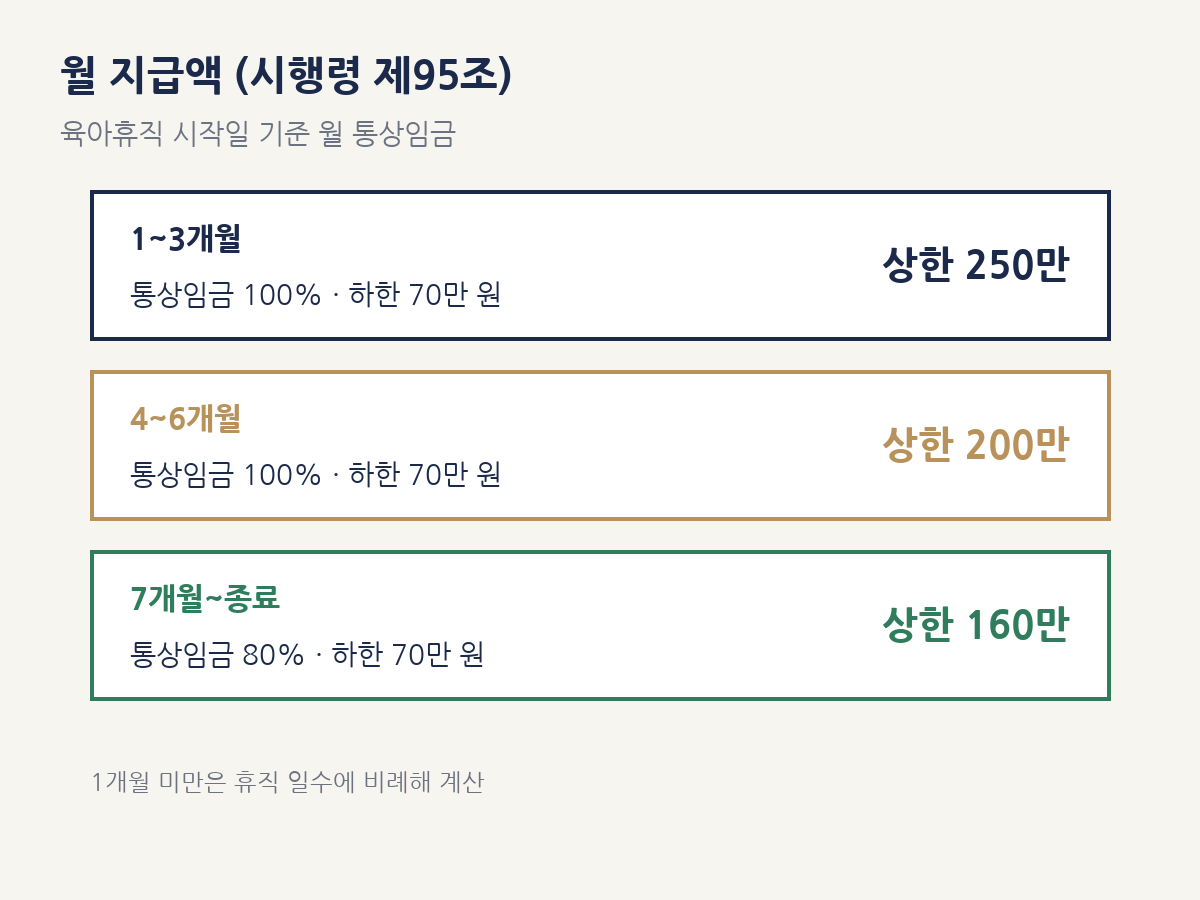 월 지급액 (시행령 제95조)
육아휴직 시작일 기준 월 통상임금
1~3개월
통상임금 100% · 하한 70만 원
상한 250만
4~6개월
통상임금 100% · 하한 70만 원
상한 200만
7개월~종료
통상임금 80% · 하한 70만 원
상한 160만
1개월 미만은 휴직 일수에 비례해 계산